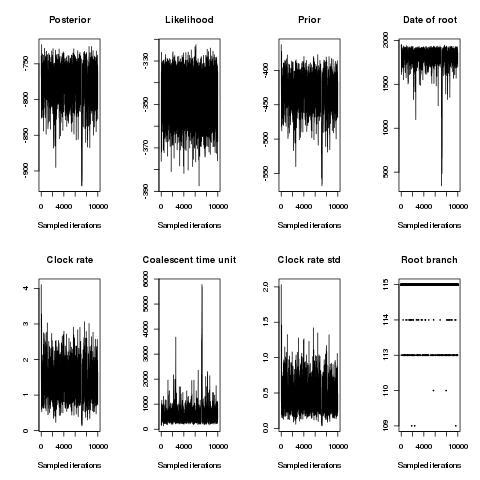 Posterior
Likelihood
Prior
Date of root
-750
-800
-850
-900
-330
-350
-370
-390
-400
-450
-500
-550
2000
1500
1000
500
0 4000 10000
0 4000 10000
0 4000 10000
0 4000 10000
Sampled iterations
Sampled iterations
Sampled iterations
Sampled iterations
Clock rate
Coalescent time unit
Clock rate std
Root branch
4
3
2
1
0
6000
5000
4000
3000
2000
1000
0
2.0
1.5
1.0
0.5
0.0
115
114
113
110
109
0 4000 10000
0 4000 10000
0 4000 10000
0 4000 10000
Sampled iterations
Sampled iterations
Sampled iterations
Sampled iterations